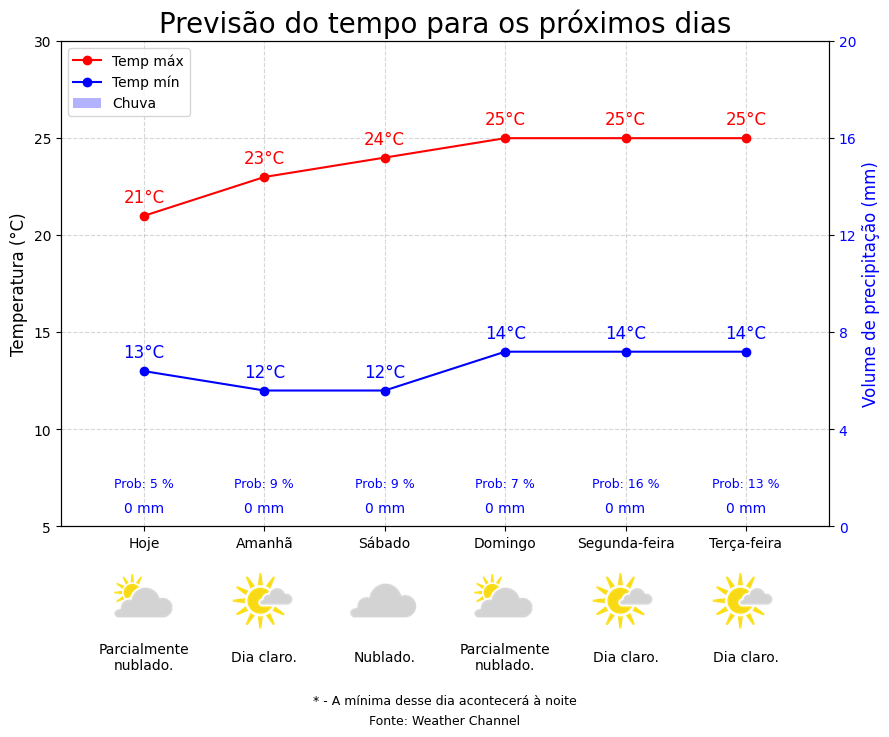 Previsão do tempo para os próximos dias
30
25
20
15
10
5
Temperatura (°C)
20
16
12
8
4
0
Volume de precipitação (mm)
Temp máx
Temp mín
Chuva
21°C 23°C 24°C 25°C 25°C 25°C
13°C 12°C 12°C 14°C 14°C 14°C
Prob: 5 % Prob: 9 % Prob: 9 % Prob: 7 % Prob: 16 % Prob: 13 %
0 mm 0 mm 0 mm 0 mm 0 mm 0 mm
Hoje Amanhã Sábado Domingo Segunda-feira Terça-feira
Parcialmente
nublado.
Dia claro.
Nublado.
Parcialmente
nublado.
Dia claro.
Dia claro.
* - A mínima desse dia acontecerá à noite
Fonte: Weather Channel